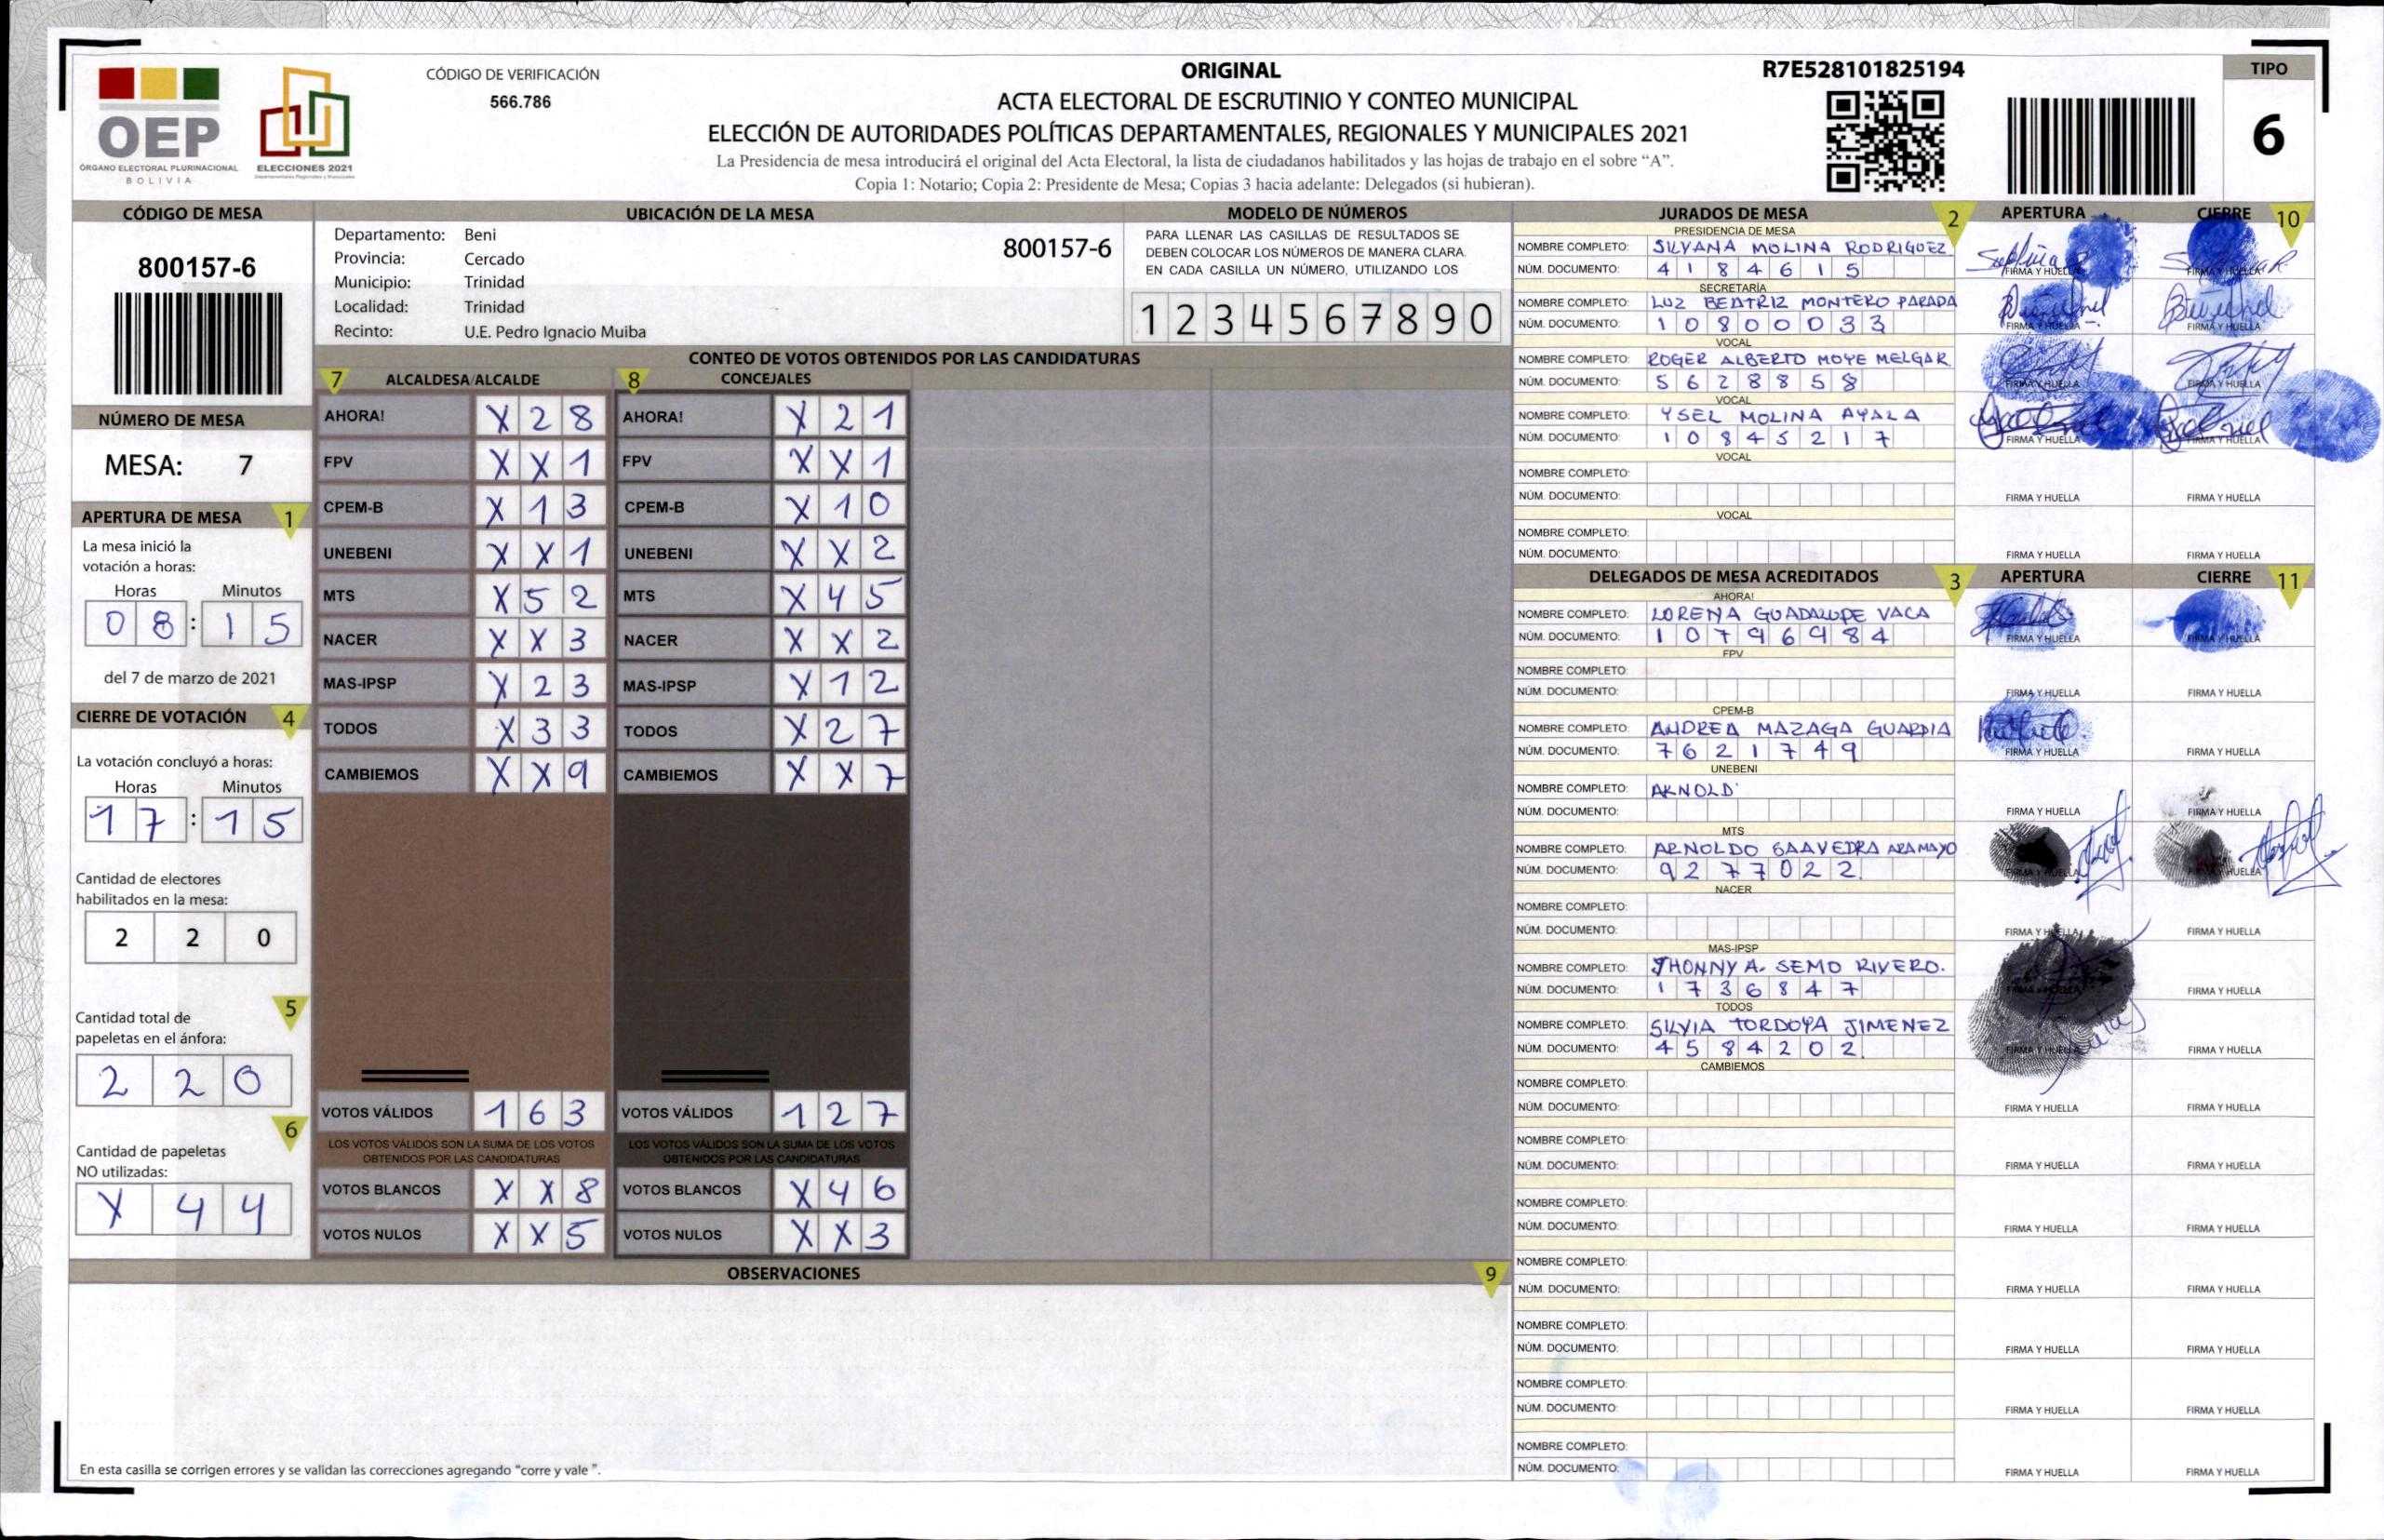 OEP
ÓRGANO ELECTORAL PLURINACIONAL
BOLIVIA
ELECCIONES 2021
CÓDIGO DE VERIFICACIÓN
566.786
ORIGINAL
ACTA ELECTORAL DE ESCRUTINIO Y CONTEO MUNICIPAL
ELECCIÓN DE AUTORIDADES POLÍTICAS DEPARTAMENTALES, REGIONALES Y MUNICIPALES 2021
La Presidencia de mesa introducirá el original del Acta Electoral, la lista de ciudadanos habilitados y las hojas de trabajo en el sobre “A”.
Copia 1: Notario; Copia 2: Presidente de Mesa; Copias 3 hacia adelante: Delegados (si hubieran).
R7E528101825194
TIPO
6
CÓDIGO DE MESA
800157-6
NÚMERO DE MESA
MESA: 7
APERTURA DE MESA 1
La mesa inició la
votación a horas:
Horas Minutos
08:15
del 7 de marzo de 2021
CIERRE DE VOTACIÓN 4
La votación concluyó a horas:
Horas Minutos
17:15
Cantidad de electores
habilitados en la mesa:
2 2 0
5
Cantidad total de
papeletas en el ánfora:
2 2 0
6
Cantidad de papeletas
NO utilizadas:
X 4 4
UBICACIÓN DE LA MESA
Departamento: Beni
Provincia: Cercado
Municipio: Trinidad
Localidad: Trinidad
Recinto: U.E. Pedro Ignacio Muiba
800157-6
MODELO DE NÚMEROS
PARA LLENAR LAS CASILLAS DE RESULTADOS SE
DEBEN COLOCAR LOS NÚMEROS DE MANERA CLARA.
EN CADA CASILLA UN NÚMERO, UTILIZANDO LOS
1 2 3 4 5 6 7 8 9 0
CONTEO DE VOTOS OBTENIDOS POR LAS CANDIDATURAS
7 ALCALDESA/ALCALDE 8 CONCEJALES
AHORA! X 2 8 AHORA! X 2 1
FPV X X 1 FPV X X 1
CPEM-B X 1 3 CPEM-B X 1 0
UNEBENI X X 1 UNEBENI X X 2
MTS X 5 2 MTS X 4 5
NACER X X 3 NACER X X 2
MAS-IPSP X 2 3 MAS-IPSP X 1 2
TODOS X 3 3 TODOS X 2 7
CAMBIEMOS X X 9 CAMBIEMOS X X 7
VOTOS VÁLIDOS 1 6 3 VOTOS VÁLIDOS 1 2 7
LOS VOTOS VÁLIDOS SON LA SUMA DE LOS VOTOS LOS VOTOS VÁLIDOS SON LA SUMA DE LOS VOTOS
OBTENIDOS POR LAS CANDIDATURAS OBTENIDOS POR LAS CANDIDATURAS
VOTOS BLANCOS X X 8 VOTOS BLANCOS X 4 6
VOTOS NULOS X X 5 VOTOS NULOS X X 3
OBSERVACIONES 9
En esta casilla se corrigen errores y se validan las correcciones agregando "corre y vale ".
JURADOS DE MESA 2 APERTURA CIERRE 10
PRESIDENCIA DE MESA
NOMBRE COMPLETO: SILVANA MOLINA RODRIGUEZ
NÚM. DOCUMENTO: 4 1 8 4 6 1 5 FIRMA Y HUELLA FIRMA Y HUELLA
SECRETARÍA
NOMBRE COMPLETO: LUZ BEATRIZ MONTERO PARADA
NÚM. DOCUMENTO: 1 0 8 0 0 0 3 3 FIRMA Y HUELLA FIRMA Y HUELLA
VOCAL
NOMBRE COMPLETO: ROGER ALBERTO MOYE MELGAR
NÚM. DOCUMENTO: 5 6 2 8 8 5 8 FIRMA Y HUELLA FIRMA Y HUELLA
VOCAL
NOMBRE COMPLETO: YSEL MOLINA AYALA
NÚM. DOCUMENTO: 1 0 8 4 5 2 1 7 FIRMA Y HUELLA FIRMA Y HUELLA
VOCAL
NOMBRE COMPLETO:
NÚM. DOCUMENTO: FIRMA Y HUELLA FIRMA Y HUELLA
VOCAL
NOMBRE COMPLETO:
NÚM. DOCUMENTO: FIRMA Y HUELLA FIRMA Y HUELLA
DELEGADOS DE MESA ACREDITADOS 3 APERTURA CIERRE 11
AHORA!
NOMBRE COMPLETO: LORENA GUADALUPE VACA
NÚM. DOCUMENTO: 1 0 7 9 6 9 8 4 FIRMA Y HUELLA FIRMA Y HUELLA
FPV
NOMBRE COMPLETO:
NÚM. DOCUMENTO: FIRMA Y HUELLA FIRMA Y HUELLA
CPEM-B
NOMBRE COMPLETO: ANDREA MAZAGA GUARDIA
NÚM. DOCUMENTO: 7 6 2 1 7 4 9 FIRMA Y HUELLA FIRMA Y HUELLA
UNEBENI
NOMBRE COMPLETO: ARNOLD
NÚM. DOCUMENTO: FIRMA Y HUELLA FIRMA Y HUELLA
MTS
NOMBRE COMPLETO: ARNOLDO SAAVEDRA ARAMAYO
NÚM. DOCUMENTO: 9 2 7 7 0 2 2. FIRMA Y HUELLA FIRMA Y HUELLA
NACER
NOMBRE COMPLETO:
NÚM. DOCUMENTO: FIRMA Y HUELLA FIRMA Y HUELLA
MAS-IPSP
NOMBRE COMPLETO: JHONNY A. SEMO RIVERO.
NÚM. DOCUMENTO: 1 7 3 6 8 4 7 FIRMA Y HUELLA FIRMA Y HUELLA
TODOS
NOMBRE COMPLETO: SILVIA TORDOYA JIMENEZ
NÚM. DOCUMENTO: 4 5 8 4 2 0 2. FIRMA Y HUELLA FIRMA Y HUELLA
CAMBIEMOS
NOMBRE COMPLETO:
NÚM. DOCUMENTO: FIRMA Y HUELLA FIRMA Y HUELLA
NOMBRE COMPLETO:
NÚM. DOCUMENTO: FIRMA Y HUELLA FIRMA Y HUELLA
NOMBRE COMPLETO:
NÚM. DOCUMENTO: FIRMA Y HUELLA FIRMA Y HUELLA
NOMBRE COMPLETO:
NÚM. DOCUMENTO: FIRMA Y HUELLA FIRMA Y HUELLA
NOMBRE COMPLETO:
NÚM. DOCUMENTO: FIRMA Y HUELLA FIRMA Y HUELLA
NOMBRE COMPLETO:
NÚM. DOCUMENTO: FIRMA Y HUELLA FIRMA Y HUELLA
NOMBRE COMPLETO:
NÚM. DOCUMENTO: FIRMA Y HUELLA FIRMA Y HUELLA